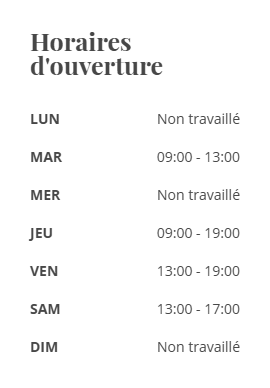 Horaires
d'ouverture
LUN Non travaillé
MAR 09:00 - 13:00
MER Non travaillé
JEU 09:00 - 19:00
VEN 13:00 - 19:00
SAM 13:00 - 17:00
DIM Non travaillé